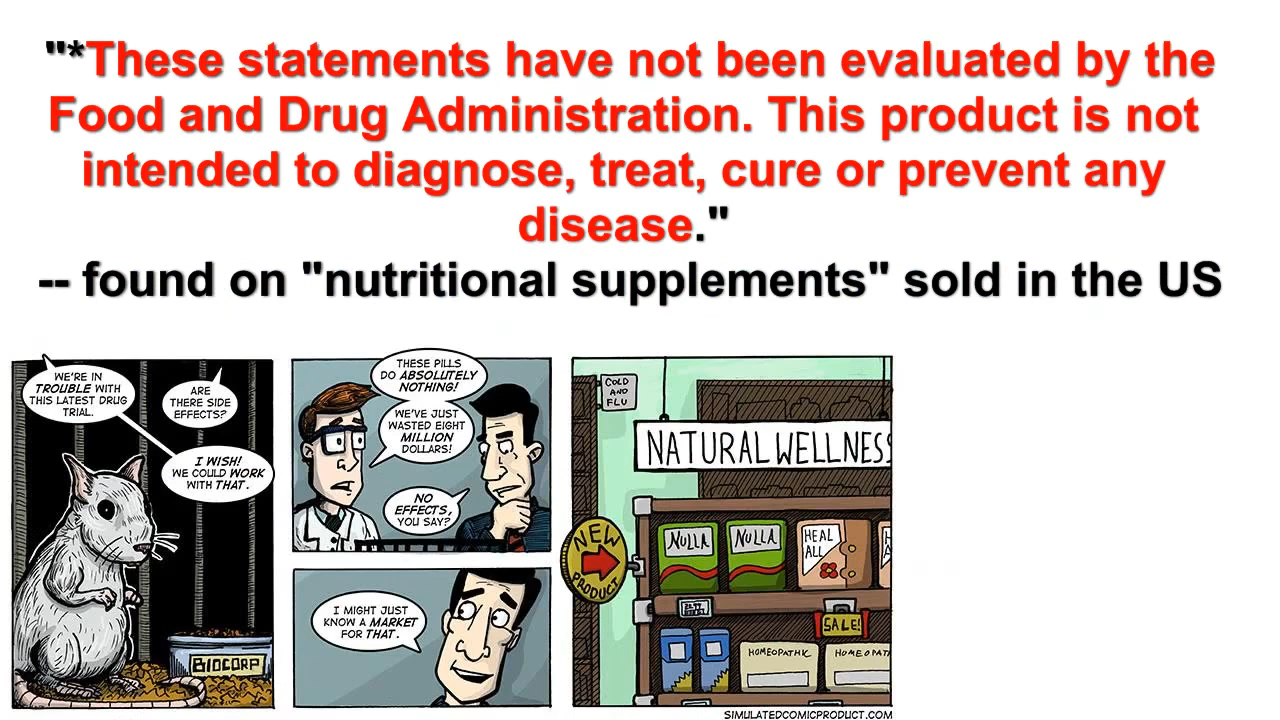 "*These statements have not been evaluated by the
Food and Drug Administration. This product is not
intended to diagnose, treat, cure or prevent any
disease."
-- found on "nutritional supplements" sold in the US
WE'RE IN
TROUBLE WITH
THIS LATEST DRUG
TRIAL.
ARE
THERE SIDE
EFFECTS?
I WISH!
WE COULD WORK
WITH THAT.
BIOCORP
THESE PILLS
DO ABSOLUTELY
NOTHING!
WE'VE JUST
WASTED EIGHT
MILLION
DOLLARS!
NO
EFFECTS,
YOU SAY?
I MIGHT JUST
KNOW A MARKET
FOR THAT.
COLD
AND
FLU
NATURAL WELLNESS
NEW
PRODUCT
NULLA
NULLA
HEAL
ALL
SALE!
HOMEOPATHIC
HOMEOPAT
SIMULATEDCOMICPRODUCT.COM